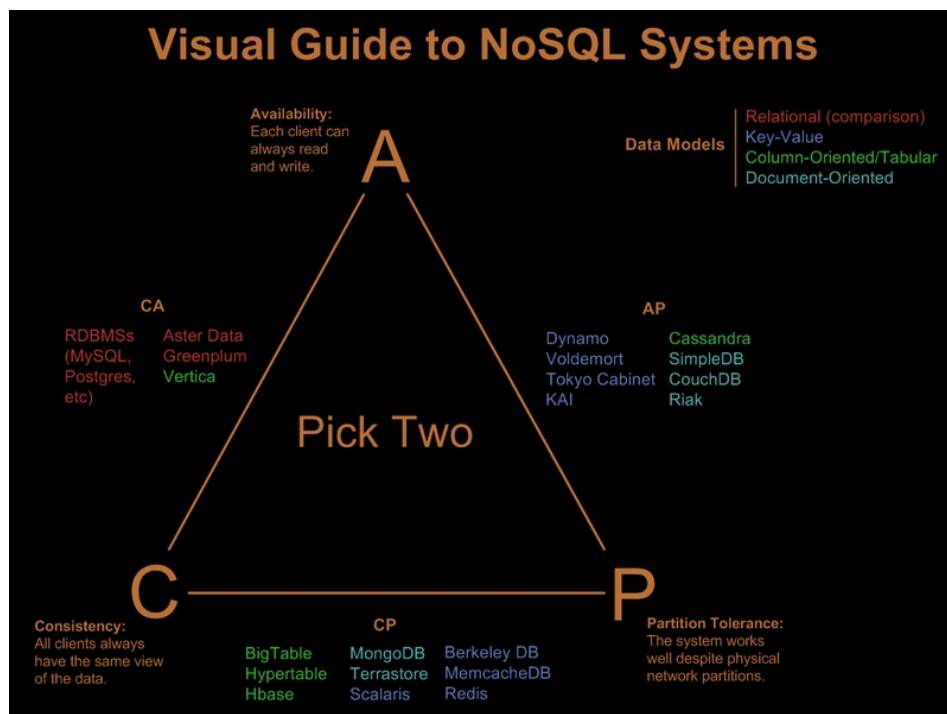 Visual Guide to NoSQL Systems
Availability:
Each client can
always read
and write.
A
Data Models
Relational (comparison)
Key-Value
Column-Oriented/Tabular
Document-Oriented
CA
RDBMSs
(MySQL,
Postgres,
etc)
Aster Data
Greenplum
Vertica
AP
Dynamo
Voldemort
Tokyo Cabinet
KAI
Cassandra
SimpleDB
CouchDB
Riak
Pick Two
C
Consistency:
All clients always
have the same view
of the data.
CP
BigTable
Hypertable
Hbase
MongoDB
Terrastore
Scalaris
Berkeley DB
MemcacheDB
Redis
P
Partition Tolerance:
The system works
well despite physical
network partitions.